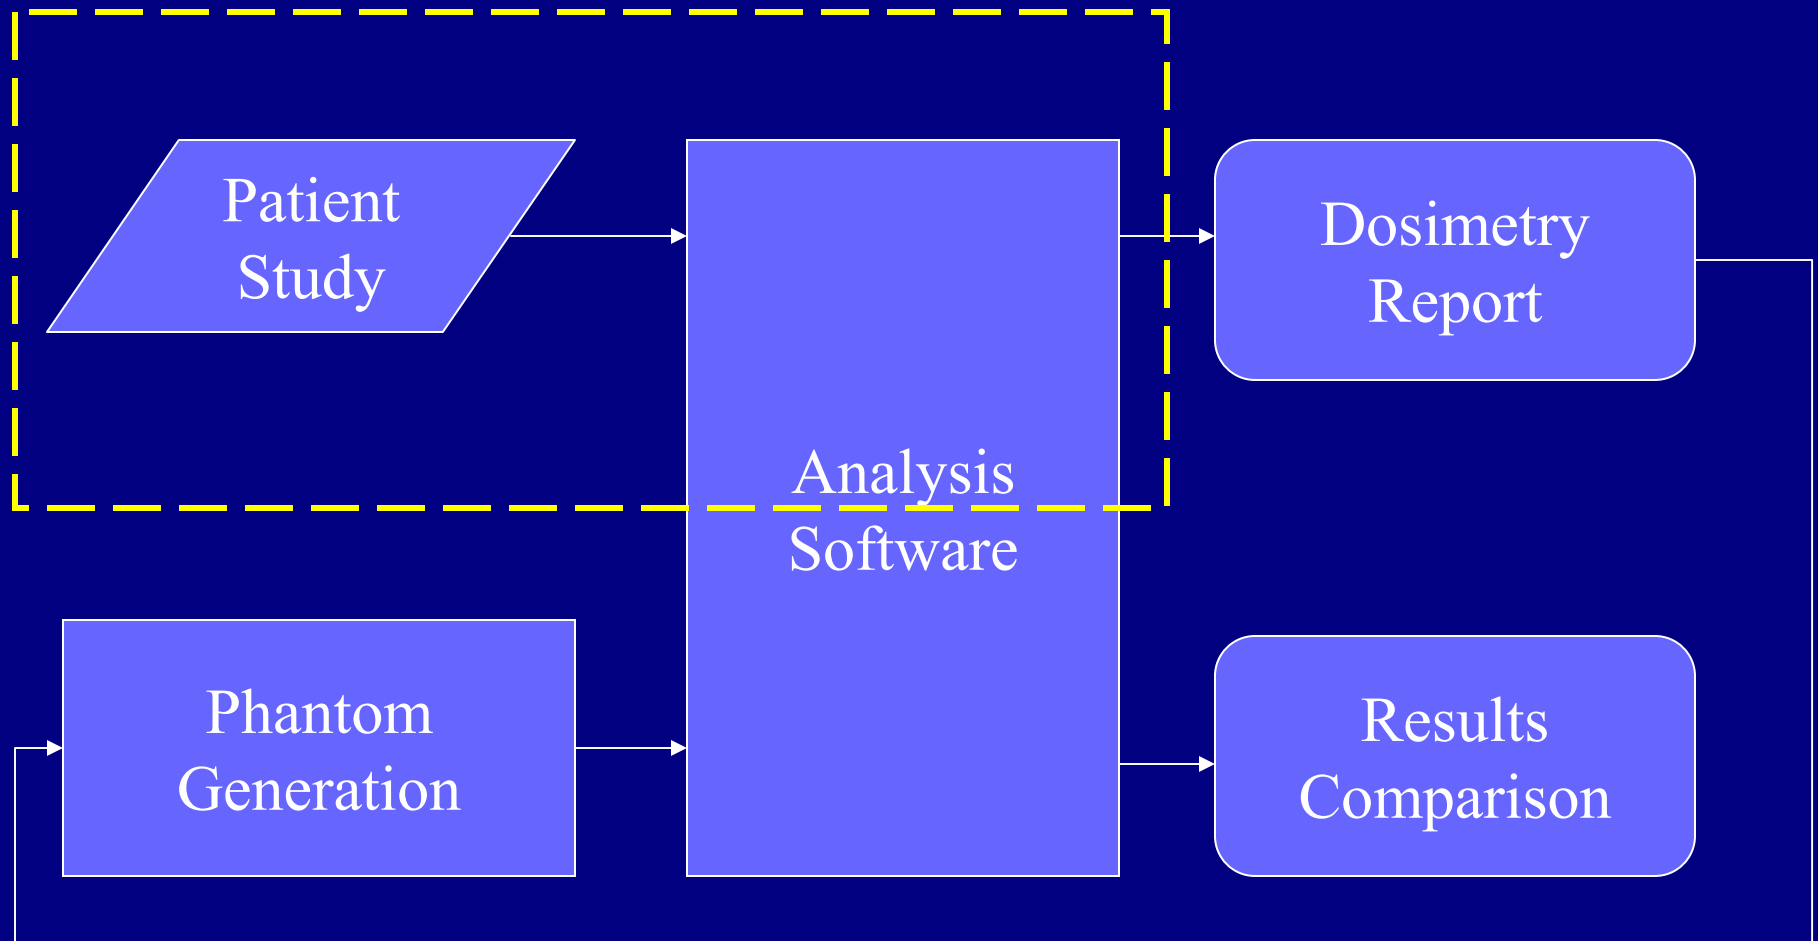 Patient
Study
Analysis
Software
Dosimetry
Report
Phantom
Generation
Results
Comparison